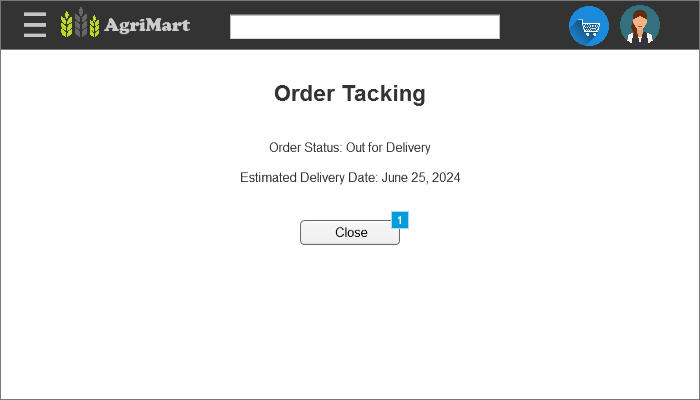 AgriMart
Order Tacking
Order Status: Out for Delivery
Estimated Delivery Date: June 25, 2024
1
Close